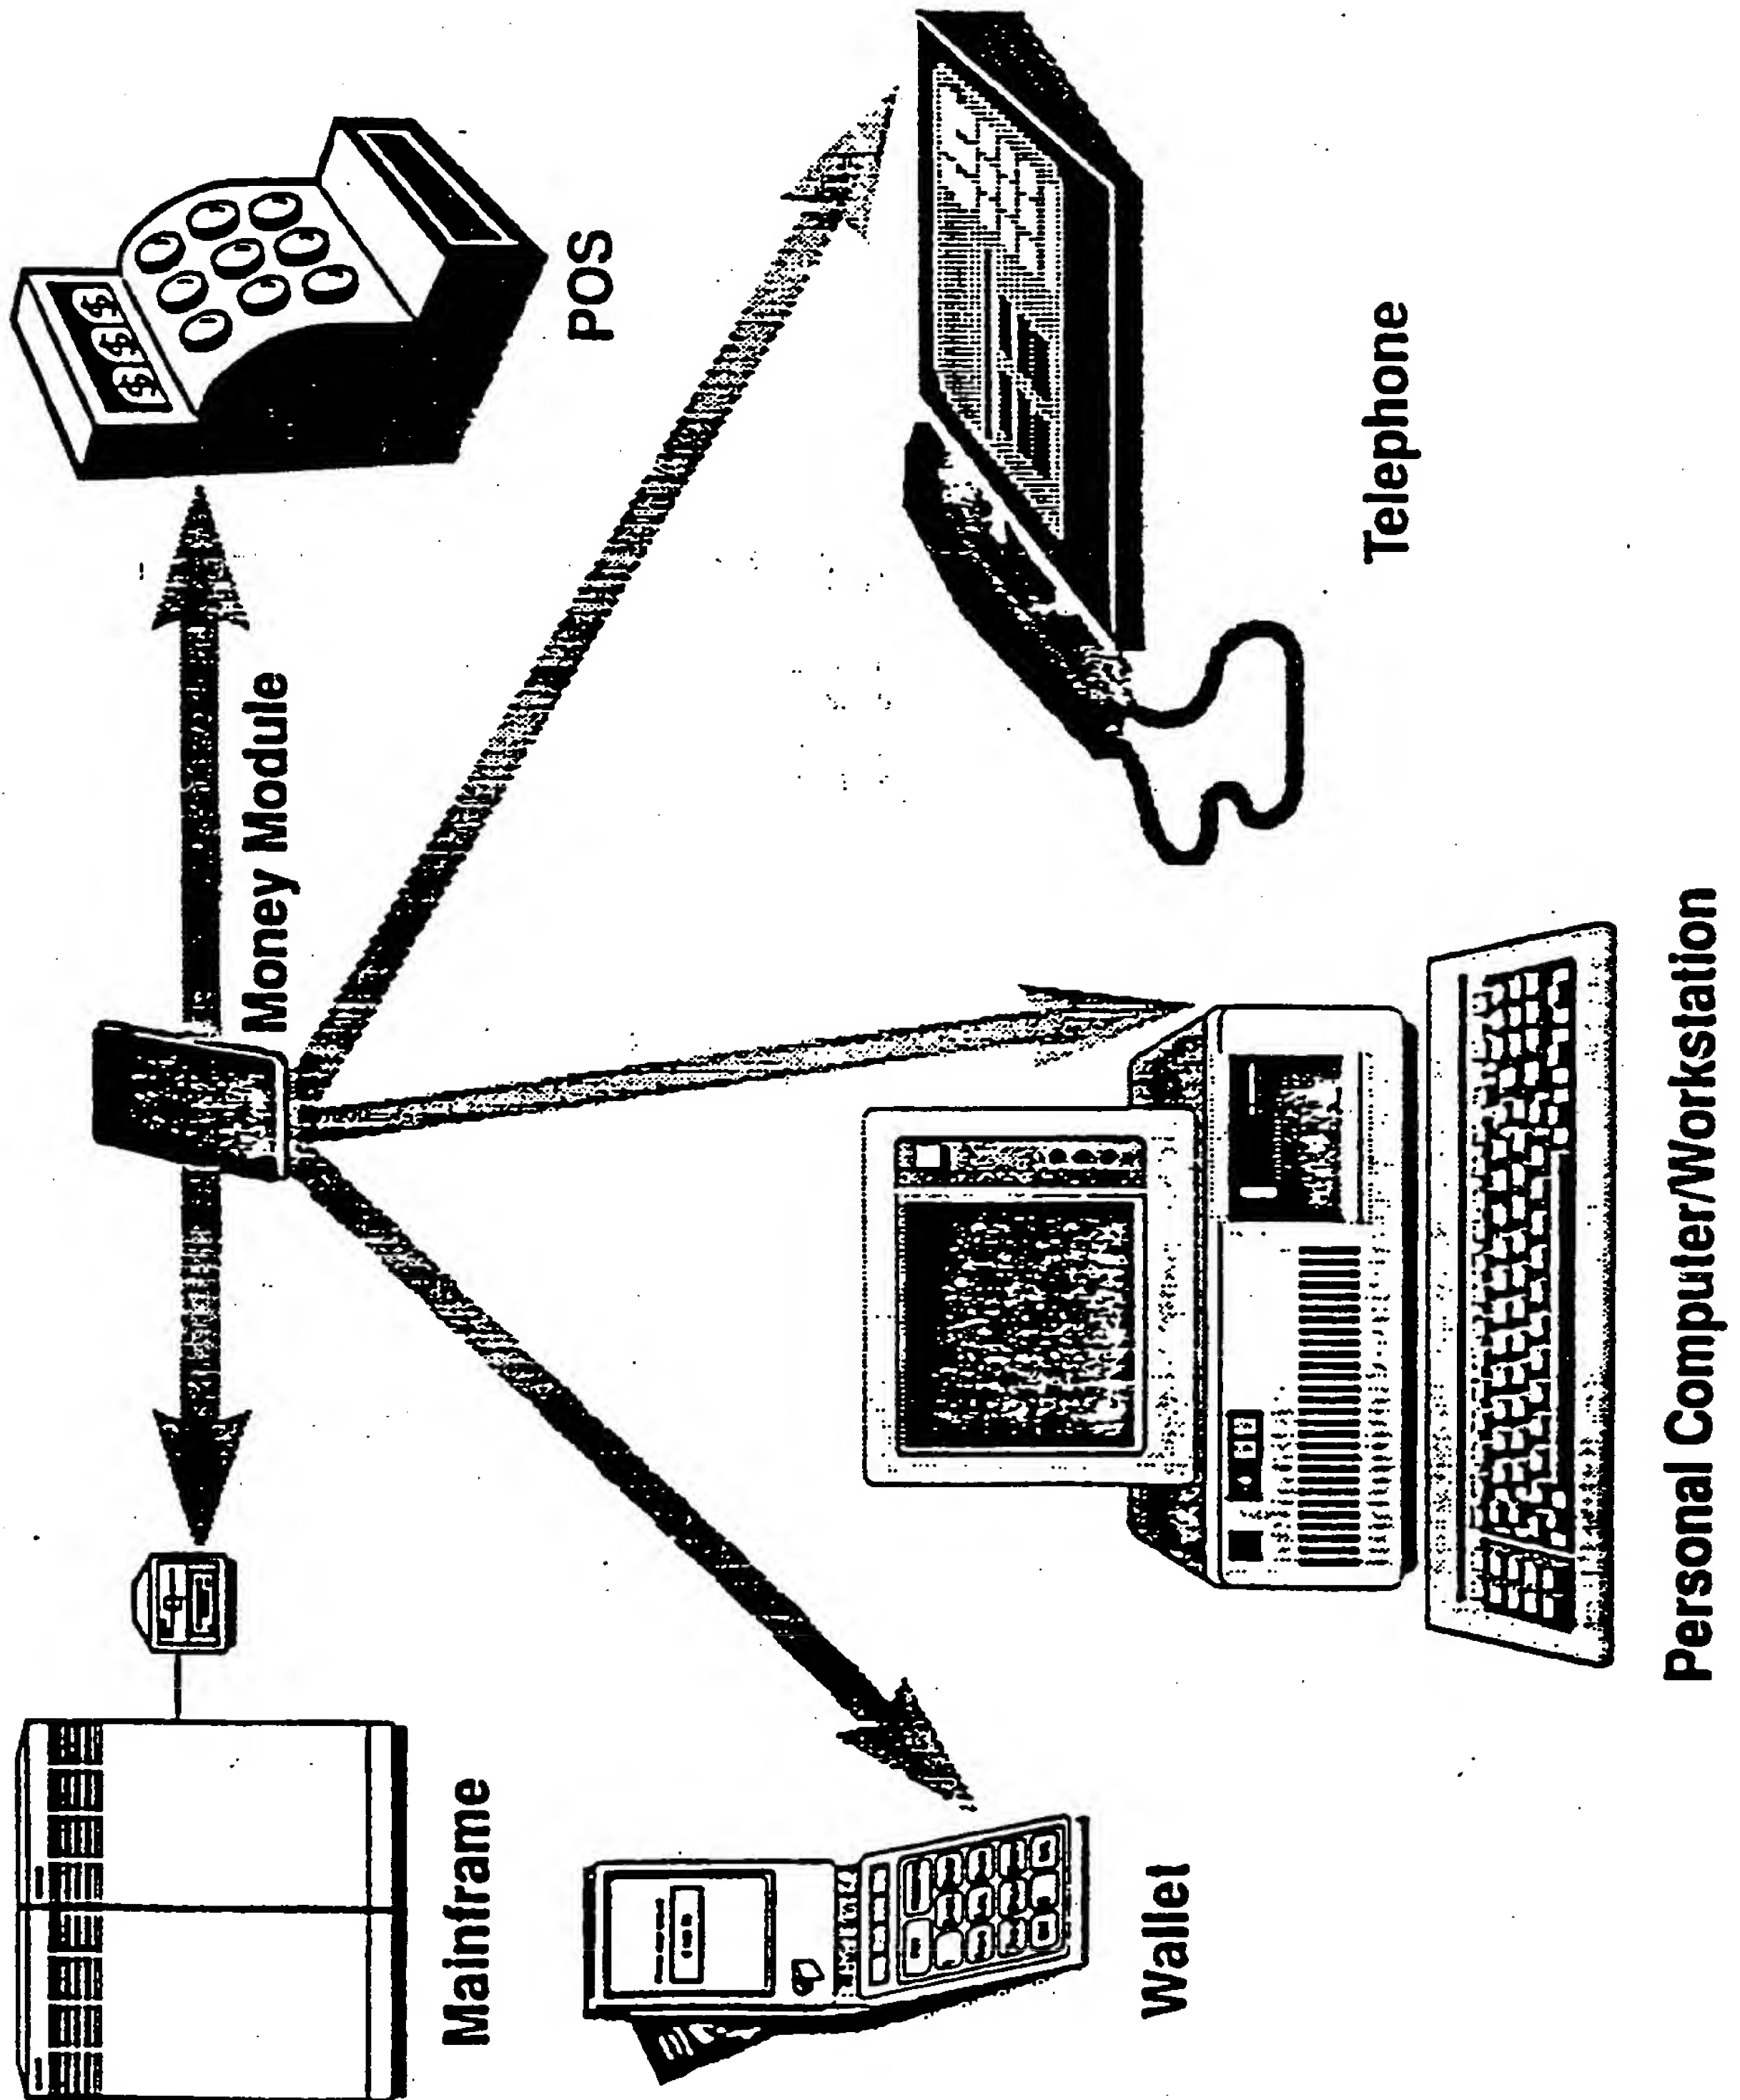 Mainframe
Money Module
POS
$ $ $
Wallet
Personal Computer/Workstation
Telephone